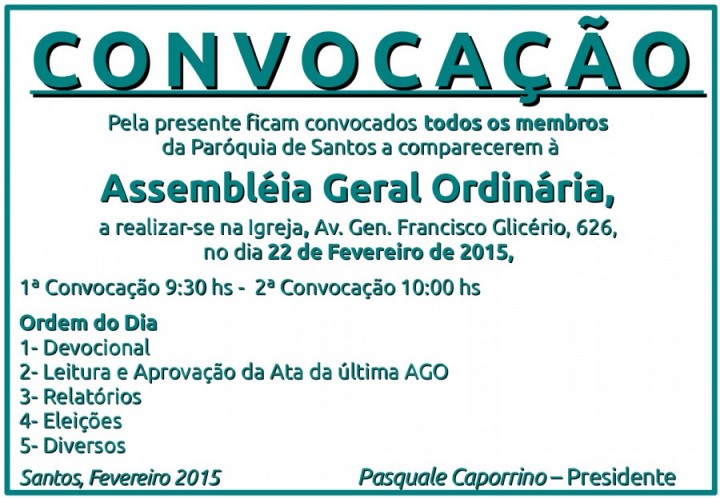 CONVOCAÇÃO
Pela presente ficam convocados todos os membros
da Paróquia de Santos a comparecerem à
Assembléia Geral Ordinária,
a realizar-se na Igreja, Av. Gen. Francisco Glicério, 626,
no dia 22 de Fevereiro de 2015,
1ª Convocação 9:30 hs - 2ª Convocação 10:00 hs
Ordem do Dia
1- Devocional
2- Leitura e Aprovação da Ata da última AGO
3- Relatórios
4- Eleições
5- Diversos
Santos, Fevereiro 2015 Pasquale Caporrino – Presidente